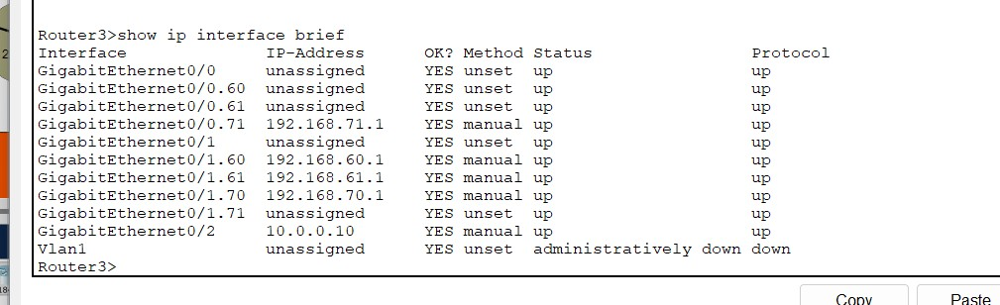 Router3>show ip interface brief
Interface IP-Address OK? Method Status Protocol
GigabitEthernet0/0 unassigned YES unset up up
GigabitEthernet0/0.60 unassigned YES unset up up
GigabitEthernet0/0.61 unassigned YES unset up up
GigabitEthernet0/0.71 192.168.71.1 YES manual up up
GigabitEthernet0/1 unassigned YES unset up up
GigabitEthernet0/1.60 192.168.60.1 YES manual up up
GigabitEthernet0/1.61 192.168.61.1 YES manual up up
GigabitEthernet0/1.70 192.168.70.1 YES manual up up
GigabitEthernet0/1.71 unassigned YES unset up up
GigabitEthernet0/2 10.0.0.10 YES manual up up
Vlan1 unassigned YES unset administratively down down
Router3>
Copy Paste